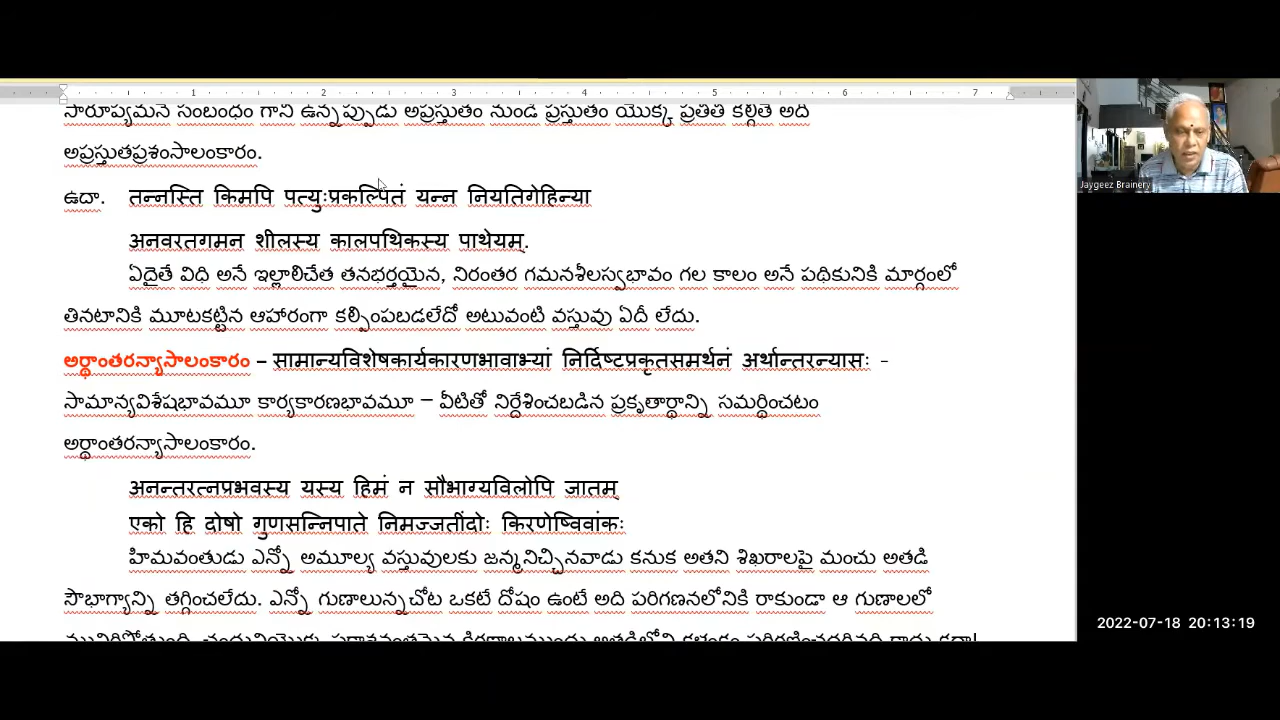 సారూప్యమనే సంబంధం గాని ఉన్నప్పుడు అప్రస్తుతం నుండి ప్రస్తుతం యొక్క ప్రతీతి కల్గితే అది
అప్రస్తుతప్రశంసాలంకారం.
ఉదా. तन्नस्ति किमपि पत्युःप्रकल्पितं यन्न नियतिगेहिन्या
अनवरतगमन शीलस्य कालपथिकस्य पाथेयम्.
ఏదైతే విధి అనే ఇల్లాలిచేత తనభర్తయైన, నిరంతర గమనశీలస్వభావం గల కాలం అనే పథికునికి మార్గంలో
తినటానికి మూటకట్టిన ఆహారంగా కల్పింపబడలేదో అటువంటి వస్తువు ఏదీ లేదు.
అర్థాంతరన్యాసాలంకారం – सामान्यविशेषकार्यकारणभावाभ्यां निर्दिष्टप्रकृतसमर्थनं अर्थान्तरन्यासः -
సామాన్యవిశేషభావమూ కార్యకారణభావమూ – వీటితో నిర్దేశించబడిన ప్రకృతార్థాన్ని సమర్ధించటం
అర్ధాంతరన్యాసాలంకారం.
अनन्तरत्नप्रभवस्य यस्य हिमं न सौभाग्यविलोपि जातम्
एको हि दोषो गुणसन्निपाते निमज्जतींदोः किरणेष्विवांकः
హిమవంతుడు ఎన్నో అమూల్య వస్తువులకు జన్మనిచ్చినవాడు కనుక అతని శిఖరాలపై మంచు అతడి
సౌభాగ్యాన్ని తగ్గించలేదు. ఎన్నో గుణాలున్నచోట ఒకటే దోషం ఉంటే అది పరిగణనలోనికి రాకుండా ఆ గుణాలలో
Jaygeez Brainery
2022-07-18 20:13:19